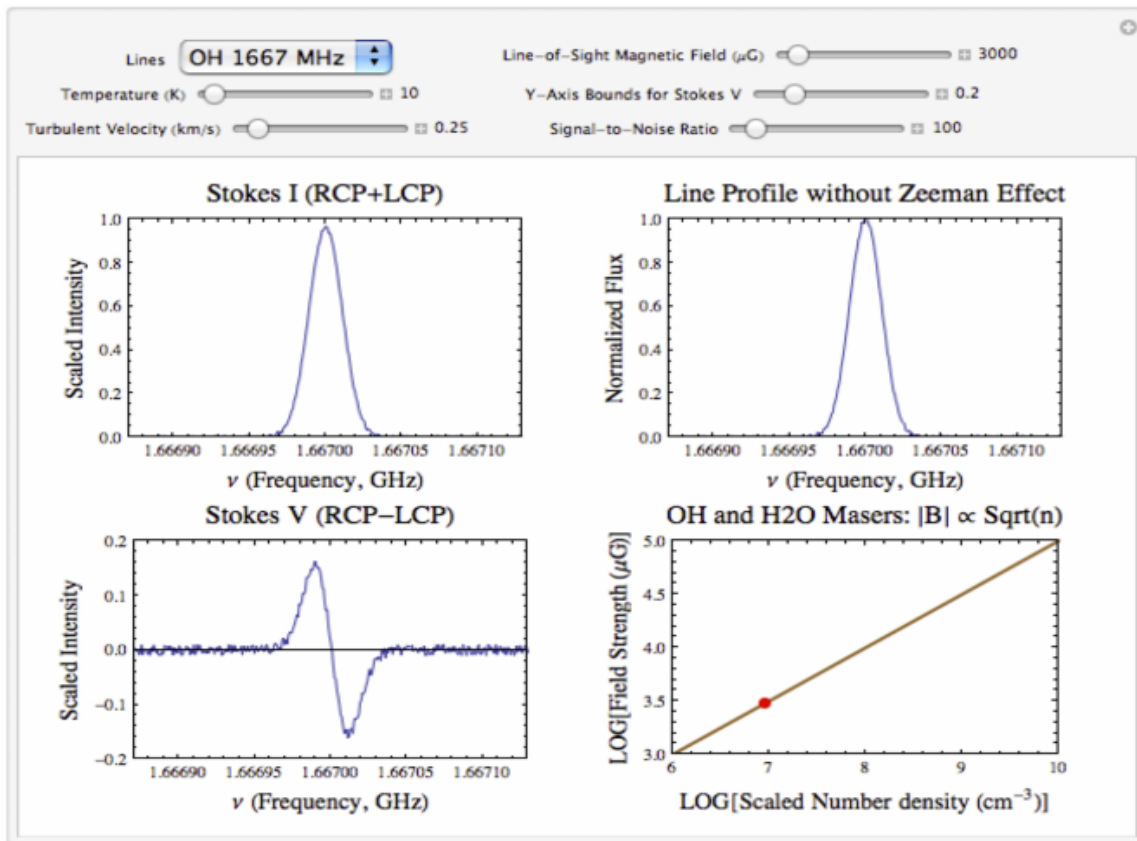 Lines OH 1667 MHz
Line-of-Sight Magnetic Field (μG) 3000
Temperature (K) 10
Y-Axis Bounds for Stokes V 0.2
Turbulent Velocity (km/s) 0.25
Signal-to-Noise Ratio 100
Stokes I (RCP+LCP)
Scaled Intensity
1.0
0.8
0.6
0.4
0.2
0.0
1.66690 1.66695 1.66700 1.66705 1.66710
ν (Frequency, GHz)
Line Profile without Zeeman Effect
Normalized Flux
1.0
0.8
0.6
0.4
0.2
0.0
1.66690 1.66695 1.66700 1.66705 1.66710
ν (Frequency, GHz)
Stokes V (RCP−LCP)
Scaled Intensity
0.2
0.1
0.0
−0.1
−0.2
1.66690 1.66695 1.66700 1.66705 1.66710
ν (Frequency, GHz)
OH and H2O Masers: |B| ∝ Sqrt(n)
LOG[Field Strength (μG)]
5.0
4.5
4.0
3.5
3.0
6 7 8 9 10
LOG[Scaled Number density (cm⁻³)]